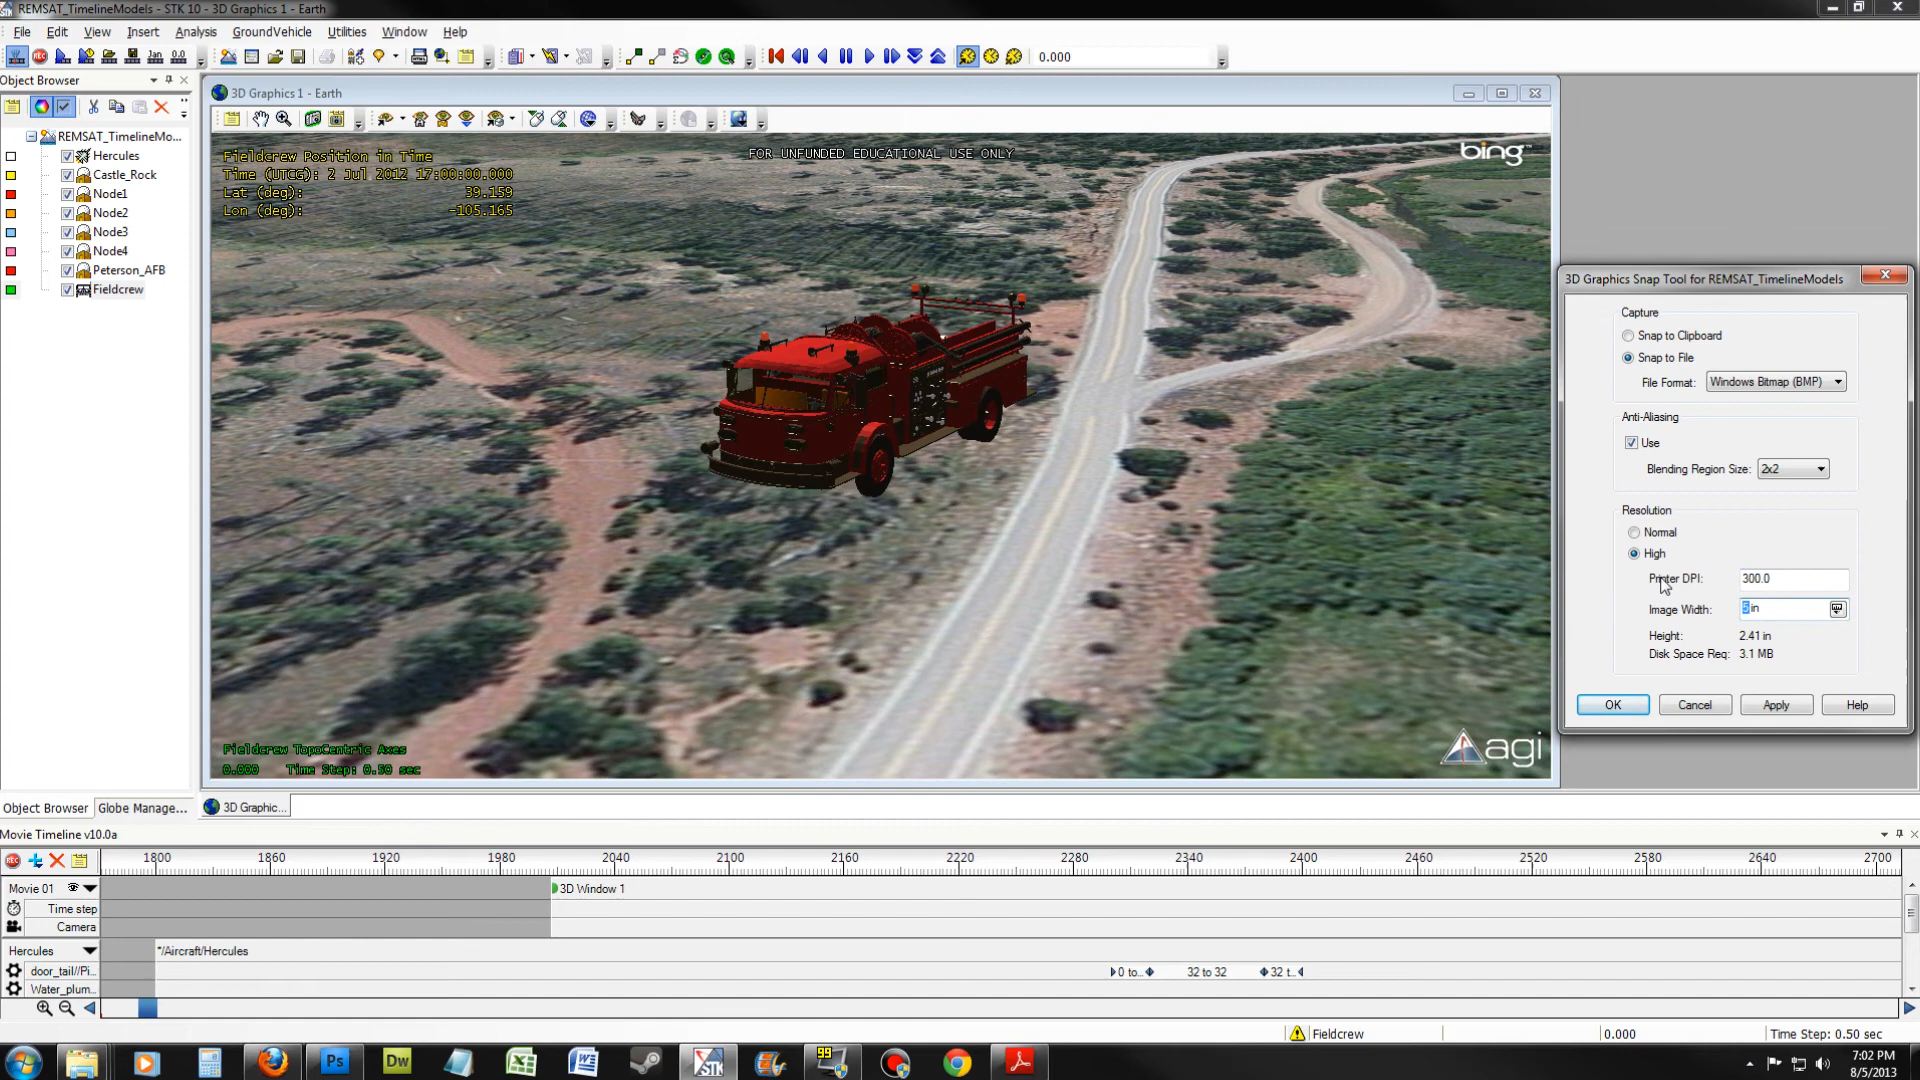 REMSAT_TimelineModels - STK 10 - 3D Graphics 1 - Earth
File Edit View Insert Analysis GroundVehicle Utilities Window Help
0.000
Object Browser
REMSAT_TimelineMo...
Hercules
Castle_Rock
Node1
Node2
Node3
Node4
Peterson_AFB
Fieldcrew
Object Browser Globe Manage...
3D Graphics 1 - Earth
Fieldcrew Position in Time
Time (UTCG): 2 Jul 2012 17:00:00.000
Lat (deg): 39.159
Lon (deg): -105.165
FOR UNFUNDED EDUCATIONAL USE ONLY
bing
Fieldcrew TopoCentric Axes
0.000 Time Step: 0.50 sec
agi
3D Graphic...
3D Graphics Snap Tool for REMSAT_TimelineModels
Capture
Snap to Clipboard
Snap to File
File Format: Windows Bitmap (BMP)
Anti-Aliasing
Use
Blending Region Size: 2x2
Resolution
Normal
High
Printer DPI: 300.0
Image Width: 5 in
Height: 2.41 in
Disk Space Req: 3.1 MB
OK Cancel Apply Help
Movie Timeline v10.0a
REC 1800 1860 1920 1980 2040 2100 2160 2220 2280 2340 2400 2460 2520 2580 2640 2700
Movie 01 3D Window 1
Time step
Camera
Hercules */Aircraft/Hercules
door_tail//Pi... 0 to... 32 to 32 32 t...
Water_plum...
Fieldcrew 0.000 Time Step: 0.50 sec
Ps Dw STK 99
7:02 PM
8/5/2013